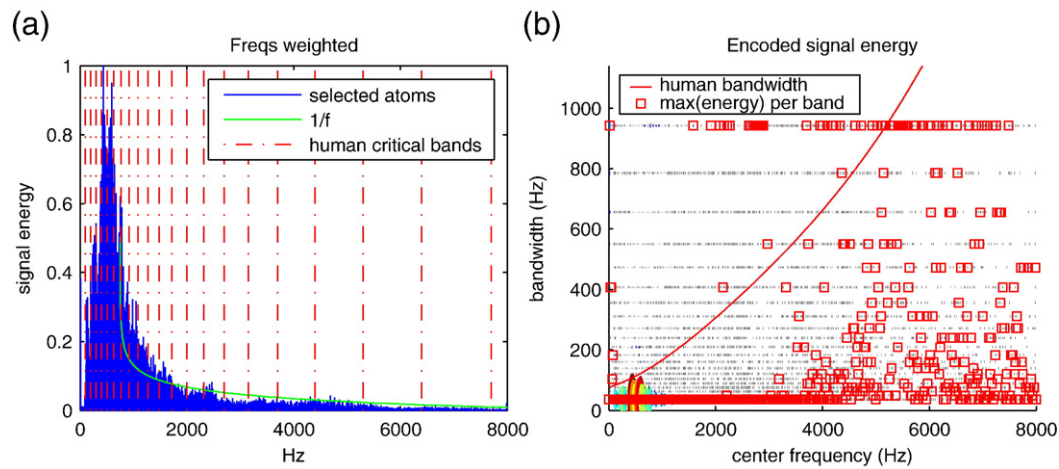 (a)
Freqs weighted
signal energy
1
0.8
0.6
0.4
0.2
0
selected atoms
1/f
human critical bands
0 2000 4000 6000 8000
Hz
(b)
Encoded signal energy
bandwidth (Hz)
1000
800
600
400
200
0
human bandwidth
max(energy) per band
0 2000 4000 6000 8000
center frequency (Hz)